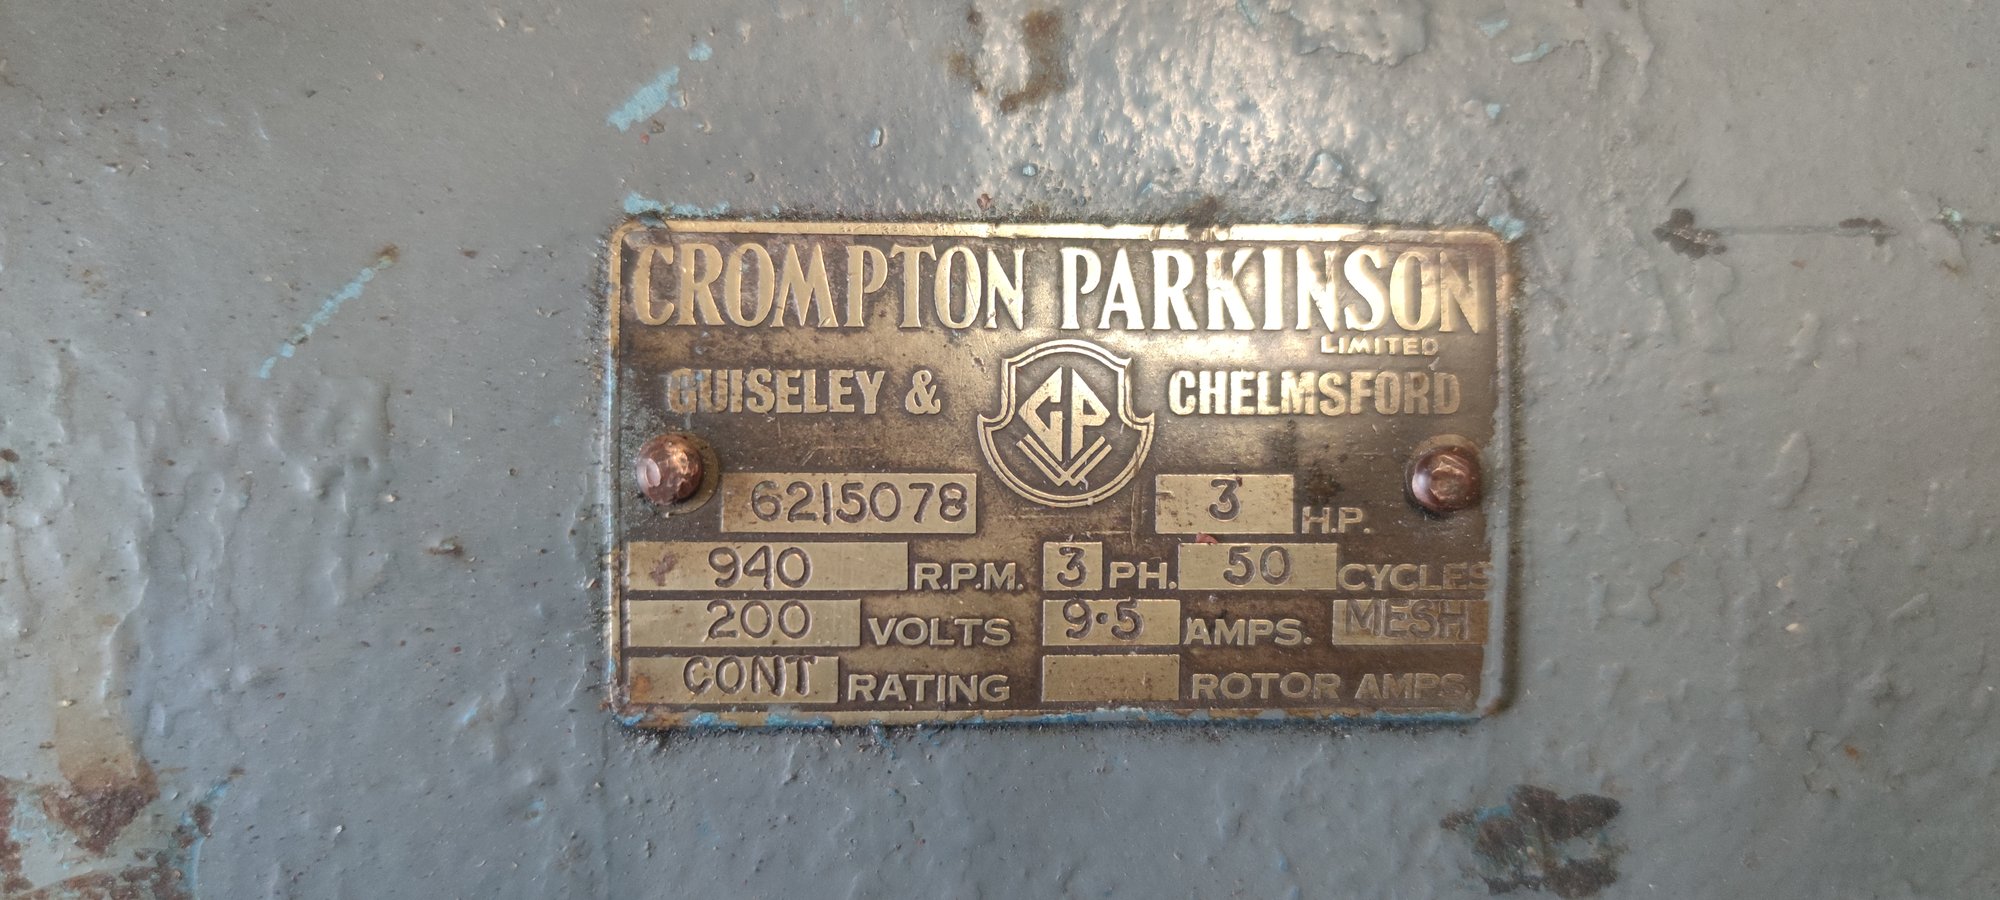 CROMPTON PARKINSON
LIMITED
GUISELEY & CHELMSFORD
CP
6215078 3 H.P.
940 R.P.M. 3 PH. 50 CYCLES
200 VOLTS 9·5 AMPS. MESH
CONT RATING ROTOR AMPS.